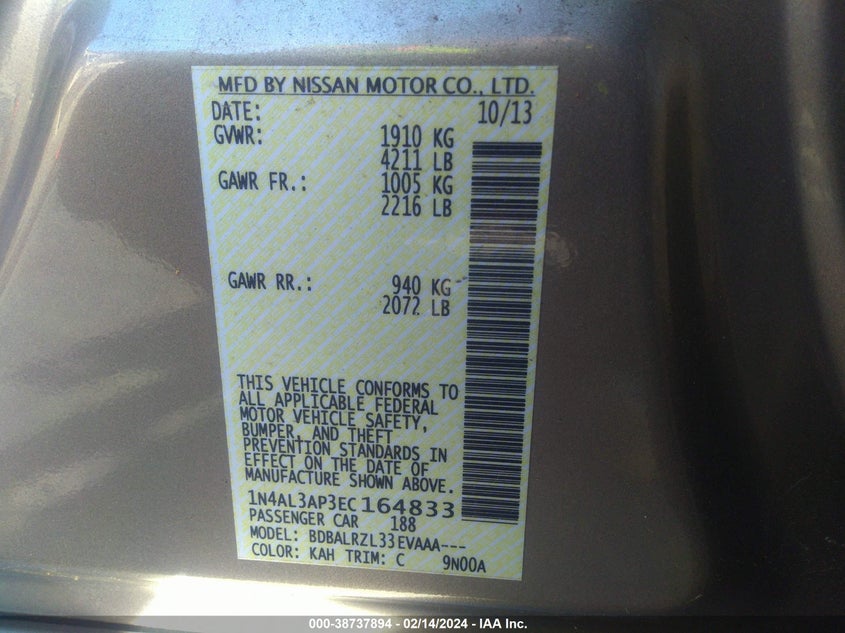 MFD BY NISSAN MOTOR CO., LTD.
DATE: 10/13
GVWR: 1910 KG
4211 LB
GAWR FR.: 1005 KG
2216 LB
GAWR RR.: 940 KG
2072 LB
THIS VEHICLE CONFORMS TO
ALL APPLICABLE FEDERAL
MOTOR VEHICLE SAFETY,
BUMPER, AND THEFT
PREVENTION STANDARDS IN
EFFECT ON THE DATE OF
MANUFACTURE SHOWN ABOVE.
1N4AL3AP3EC164833
PASSENGER CAR 188
MODEL: BDBALRZL33EVAAA---
COLOR: KAH TRIM: C 9N00A
000-38737894 - 02/14/2024 - IAA Inc.